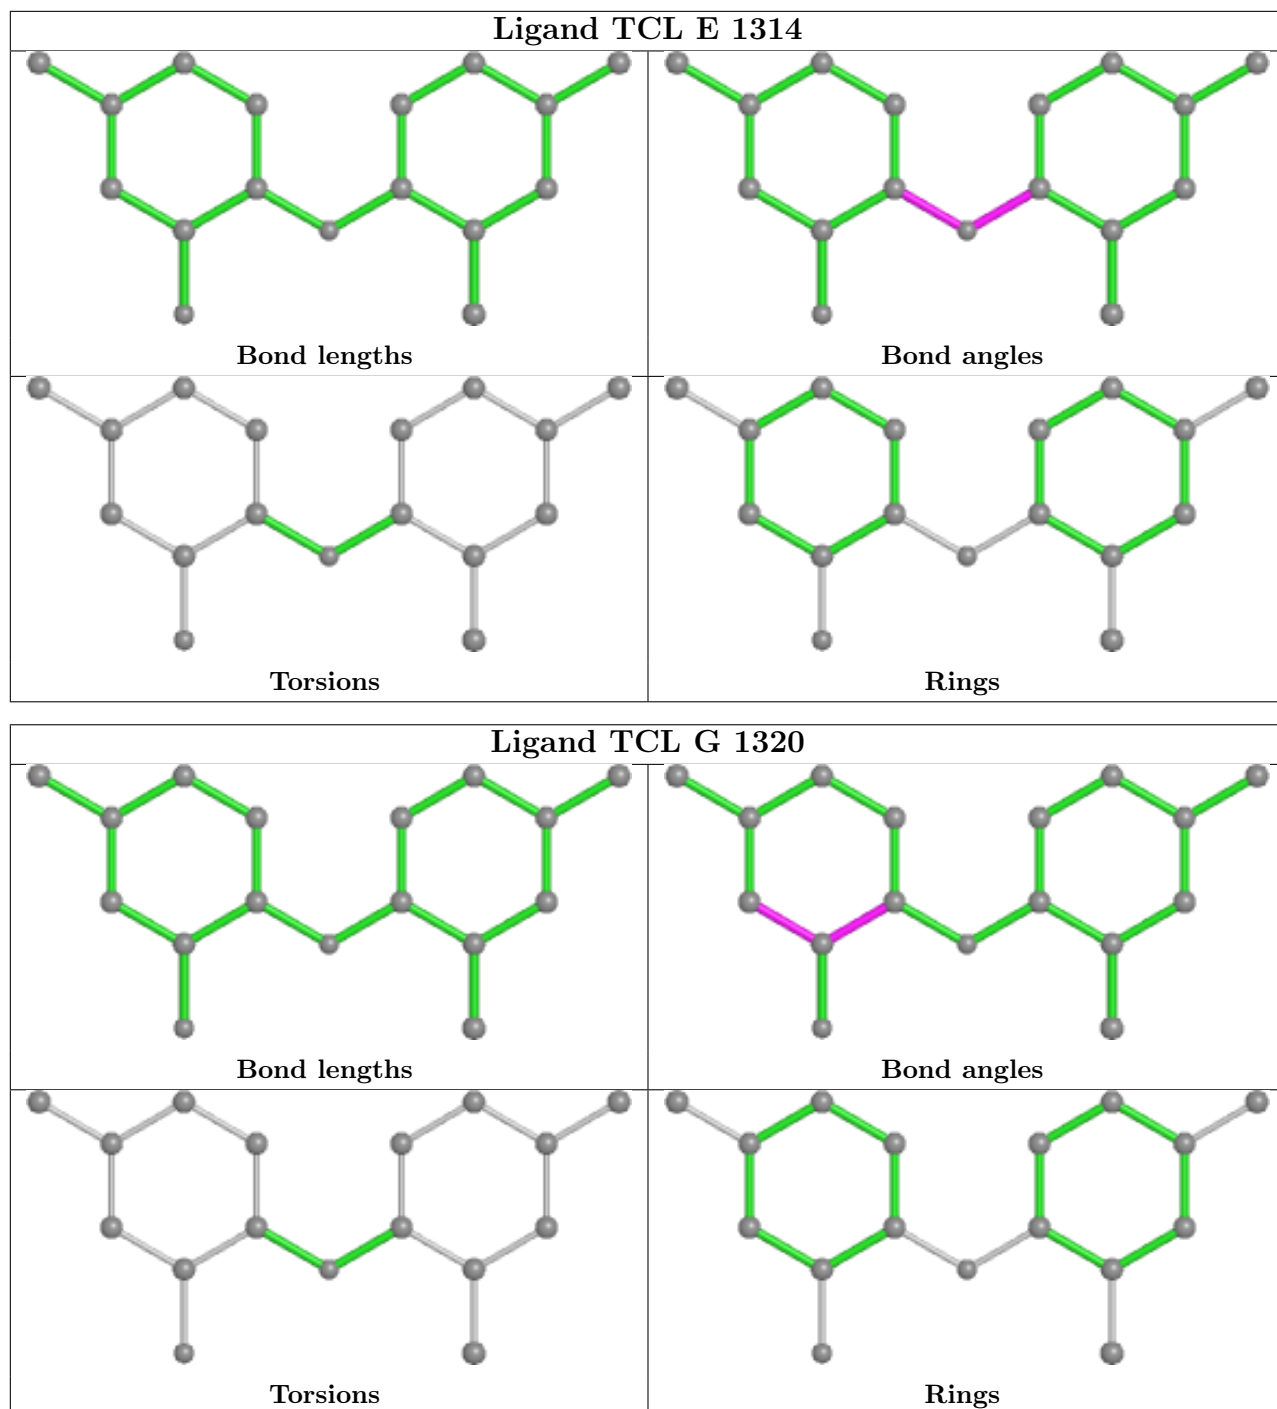 Ligand TCL E 1314
Bond lengths
Bond angles
Torsions
Rings
Ligand TCL G 1320
Bond lengths
Bond angles
Torsions
Rings